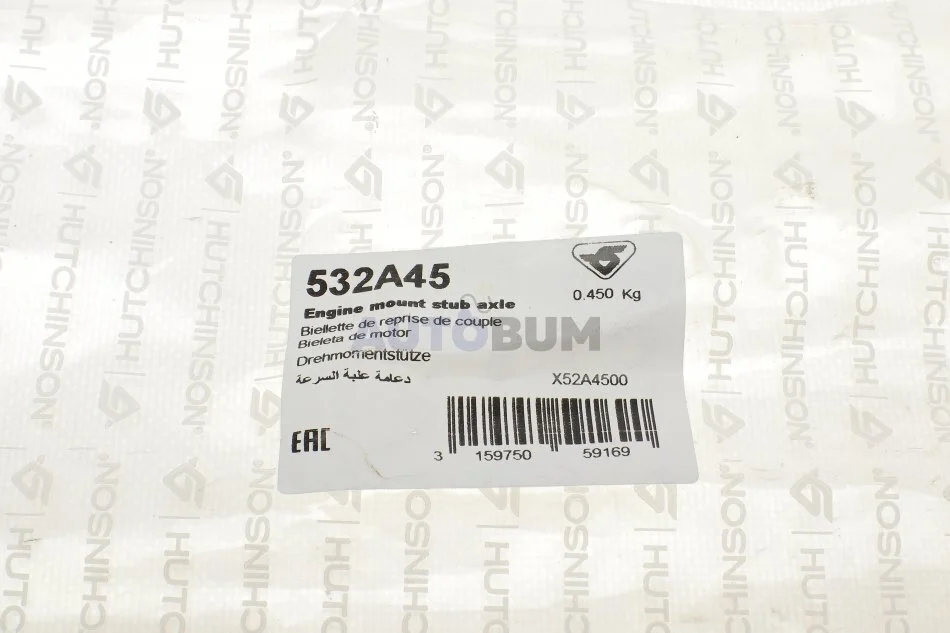 532A45
Engine mount stub axle
Biellette de reprise de couple
Bieleta de motor
Drehmomentstütze
دعامة علبة السرعة
0.450 Kg
X52A4500
EAC
3 159750 59169
AUTOBUM
HUTCHINSON®